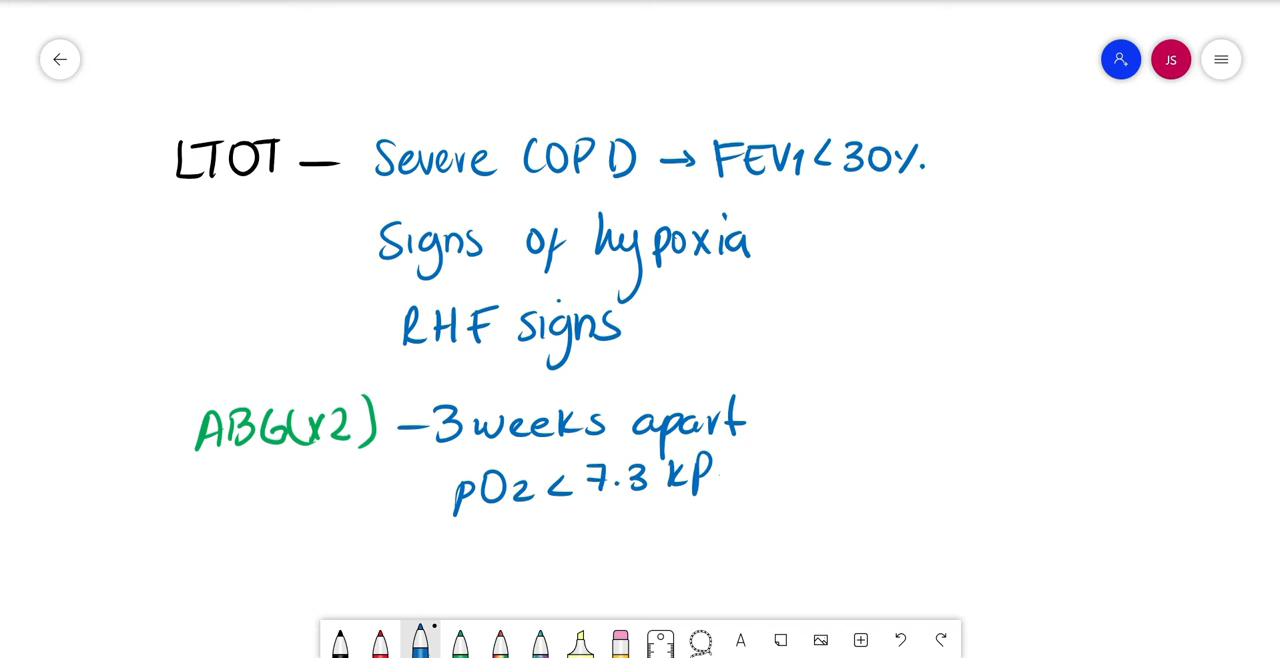 JS
LTOT – Severe COPD → FEV1 < 30%.
Signs of hypoxia
RHF signs
ABG(x2) – 3 weeks apart
pO2 < 7.3 kP
A